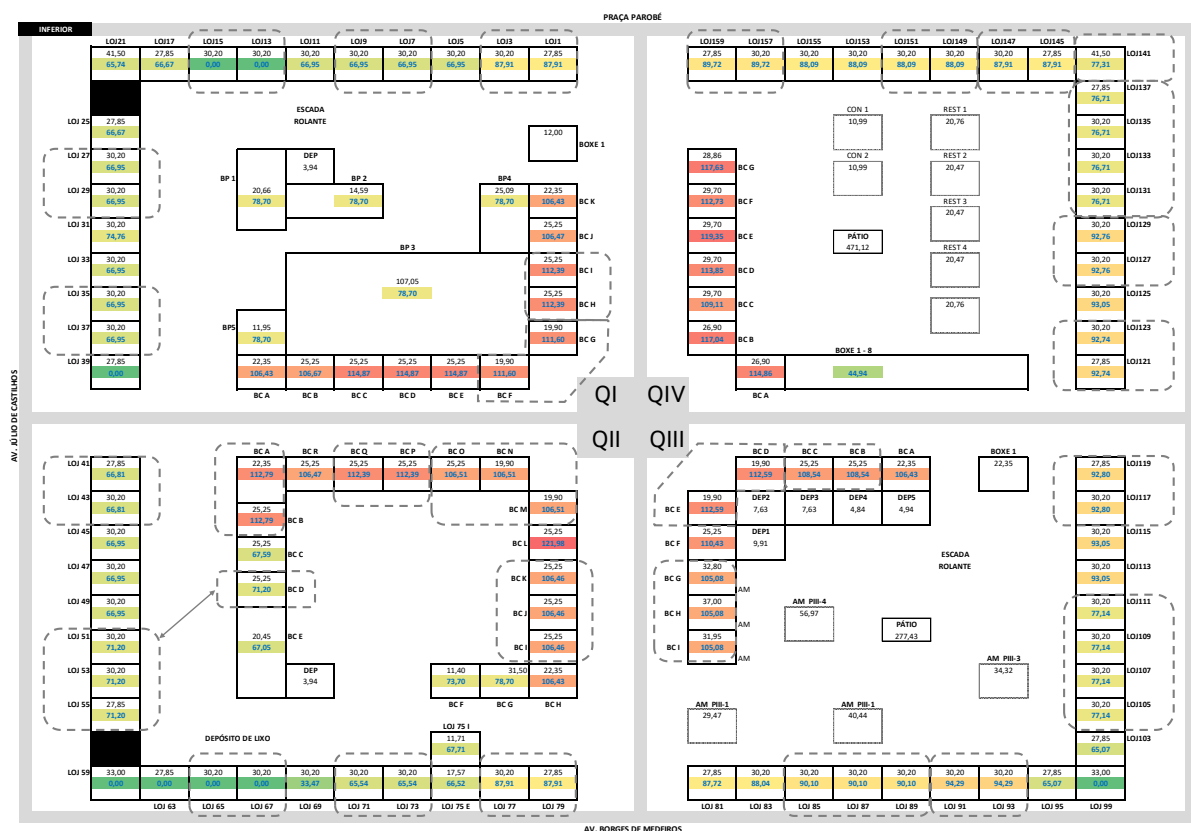 PRAÇA PAROBÉ
INFERIOR
LOJ21 LOJ17 LOJ15 LOJ13 LOJ11 LOJ9 LOJ7 LOJ5 LOJ3 LOJ1
41,50 27,85 30,20 30,20 30,20 30,20 30,20 30,20 30,20 27,85
65,74 66,67 0,00 0,00 66,95 66,95 66,95 66,95 87,91 87,91
ESCADA
ROLANTE
LOJ 25 27,85
66,67
12,00
BOXE 1
LOJ 27 30,20
66,95
DEP
3,94
BP 1
BP 2
BP4
LOJ 29 30,20 20,66 14,59 25,09 22,35
66,95 78,70 78,70 78,70 106,43 BC K
LOJ 31 30,20 25,25
74,76 106,47 BC J
BP 3
LOJ 33 30,20 25,25
66,95 112,39 BC I
107,05
78,70
LOJ 35 30,20 25,25
66,95 112,39 BC H
LOJ 37 30,20 BP5 11,95 19,90
66,95 78,70 111,60 BC G
LOJ 39 27,85 22,35 25,25 25,25 25,25 25,25 19,90
0,00 106,43 106,67 114,87 114,87 114,87 111,60
BC A BC B BC C BC D BC E BC F
QI
LOJ159 LOJ157 LOJ155 LOJ153 LOJ151 LOJ149 LOJ147 LOJ145
27,85 30,20 30,20 30,20 30,20 30,20 30,20 27,85 41,50 LOJ141
89,72 89,72 88,09 88,09 88,09 88,09 87,91 87,91 77,31
27,85 LOJ137
76,71
CON 1 REST 1
10,99 20,76 30,20 LOJ135
76,71
28,86 CON 2 REST 2 30,20 LOJ133
117,63 BC G 10,99 20,47 76,71
29,70 REST 3 30,20 LOJ131
112,73 BC F 20,47 76,71
29,70 PÁTIO 30,20 LOJ129
119,35 BC E 471,12 92,76
REST 4
29,70 20,47 30,20 LOJ127
113,85 BC D 92,76
29,70 20,76 30,20 LOJ125
109,11 BC C 93,05
26,90 30,20 LOJ123
117,04 BC B 92,74
BOXE 1 - 8
26,90 27,85 LOJ121
114,86 44,94 92,74
BC A
QIV
AV. JÚLIO DE CASTILHOS
QII
BC A BC R BC Q BC P BC O BC N
LOJ 41 27,85 22,35 25,25 25,25 25,25 25,25 19,90
66,81 112,79 106,47 112,39 112,39 106,51 106,51
LOJ 43 30,20 25,25 19,90
66,81 112,79 BC B BC M 106,51
LOJ 45 30,20 25,25 25,25
66,95 67,59 BC C BC L 121,98
LOJ 47 30,20 25,25 25,25
66,95 71,20 BC D BC K 106,46
LOJ 49 30,20 25,25
66,95 BC J 106,46
LOJ 51 30,20 20,45 BC E 25,25
71,20 67,05 BC I 106,46
LOJ 53 30,20 DEP 11,40 31,50 22,35
71,20 3,94 73,70 78,70 106,43
LOJ 55 27,85 BC F BC G BC H
71,20
LOJ 75 I
DEPÓSITO DE LIXO 11,71
67,71
LOJ 59 33,00 27,85 30,20 30,20 30,20 30,20 30,20 17,57 30,20 27,85
0,00 0,00 0,00 0,00 33,47 65,54 65,54 66,52 87,91 87,91
LOJ 63 LOJ 65 LOJ 67 LOJ 69 LOJ 71 LOJ 73 LOJ 75 E LOJ 77 LOJ 79
QIII
BC D BC C BC B BC A BOXE 1
19,90 25,25 25,25 22,35 22,35 27,85 LOJ119
112,59 108,54 108,54 106,43 92,80
19,90 DEP2 DEP3 DEP4 DEP5 30,20 LOJ117
BC E 112,59 7,63 7,63 4,84 4,94 92,80
25,25 DEP1 30,20 LOJ115
BC F 110,43 9,91 93,05
ESCADA
ROLANTE
32,80 30,20 LOJ113
BC G 105,08 93,05
AM
37,00 AM PIII-4 30,20 LOJ111
BC H 105,08 56,97 77,14
AM
31,95 PÁTIO 30,20 LOJ109
BC I 105,08 277,43 77,14
AM
AM PIII-3
34,32 30,20 LOJ107
77,14
AM PIII-1 AM PIII-1
29,47 40,44 30,20 LOJ105
77,14
27,85 LOJ103
65,07
27,85 30,20 30,20 30,20 30,20 30,20 30,20 27,85 33,00
87,72 88,04 90,10 90,10 90,10 94,29 94,29 65,07 0,00
LOJ 81 LOJ 83 LOJ 85 LOJ 87 LOJ 89 LOJ 91 LOJ 93 LOJ 95 LOJ 99
AV. BORGES DE MEDEIROS